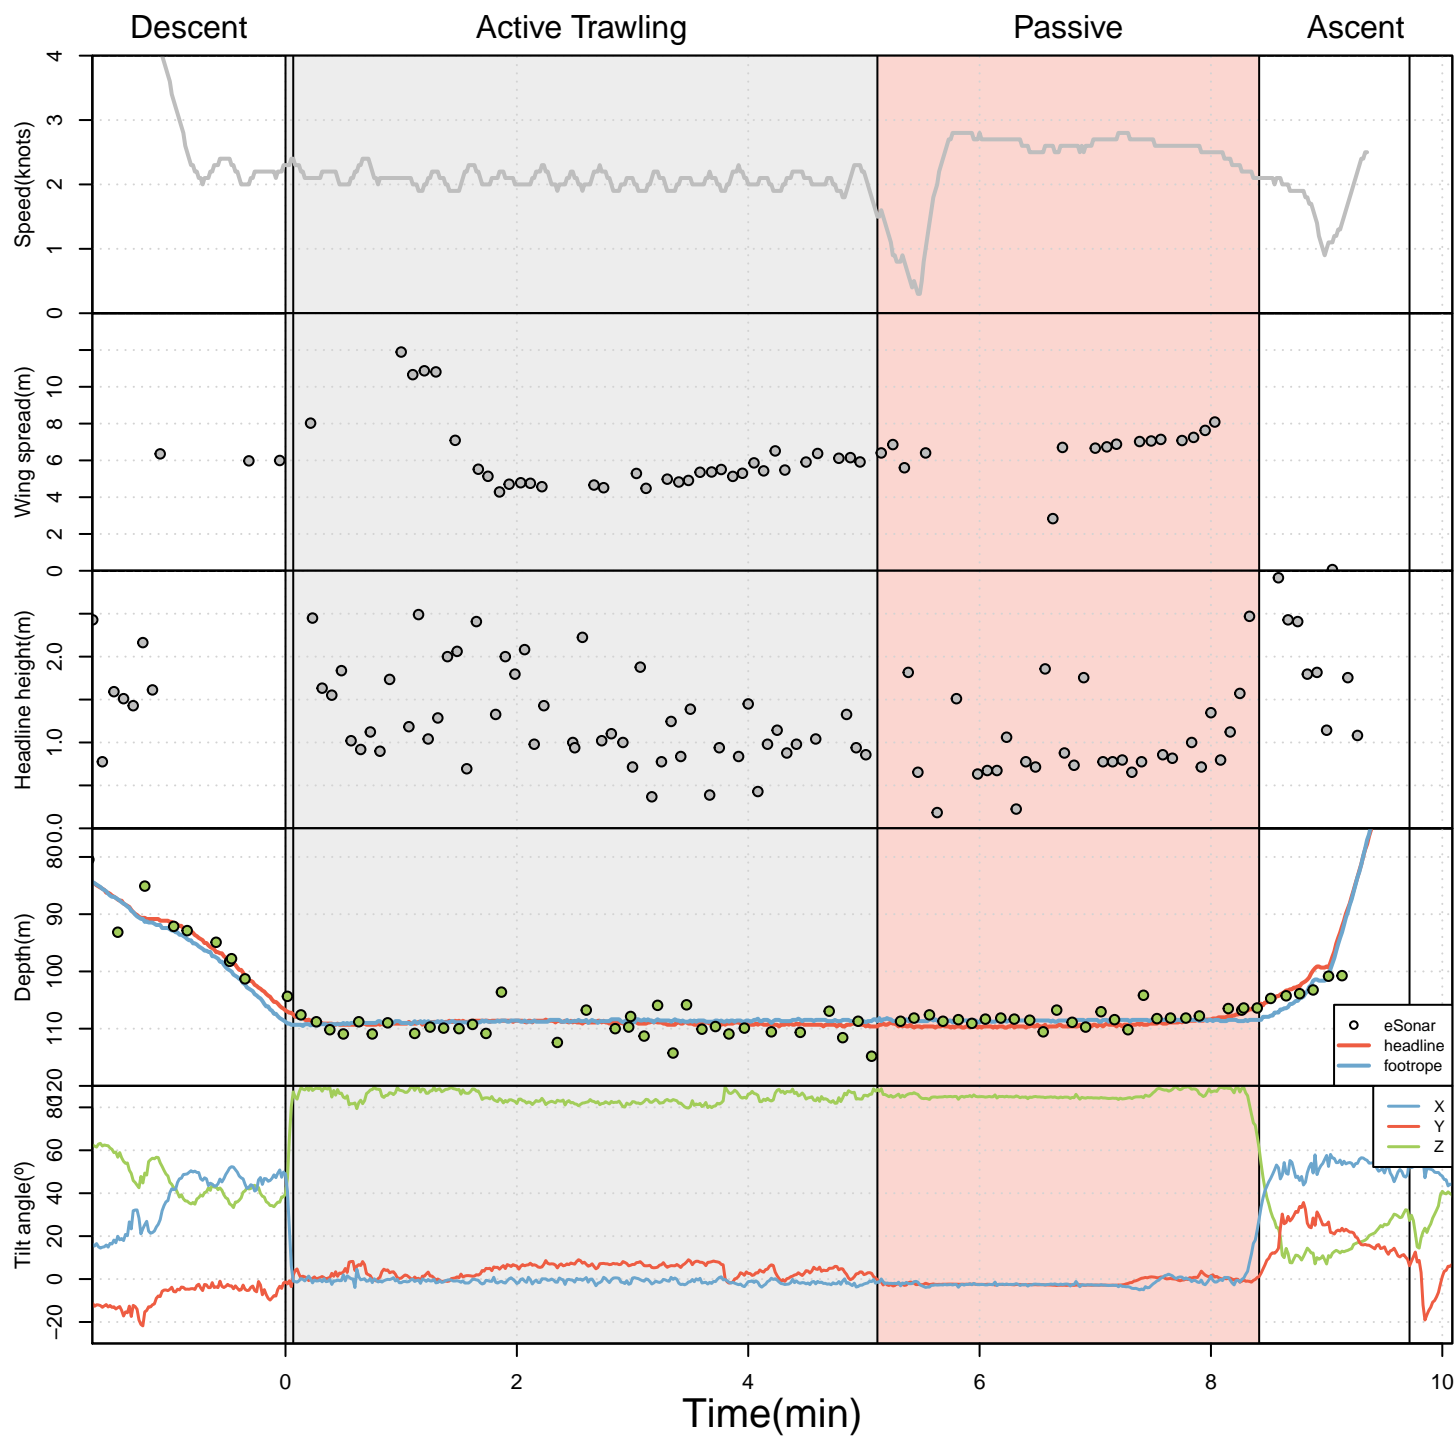 Descent Active Trawling Passive Ascent
Speed(knots)
4
3
2
1
0
Wing spread(m)
10
8
6
4
2
0
Headline height(m)
2.0
1.0
0.0
Depth(m)
80
90
100
110
120
eSonar
headline
footrope
Tilt angle(º)
80
60
40
20
0
−20
X
Y
Z
0 2 4 6 8 10
Time(min)